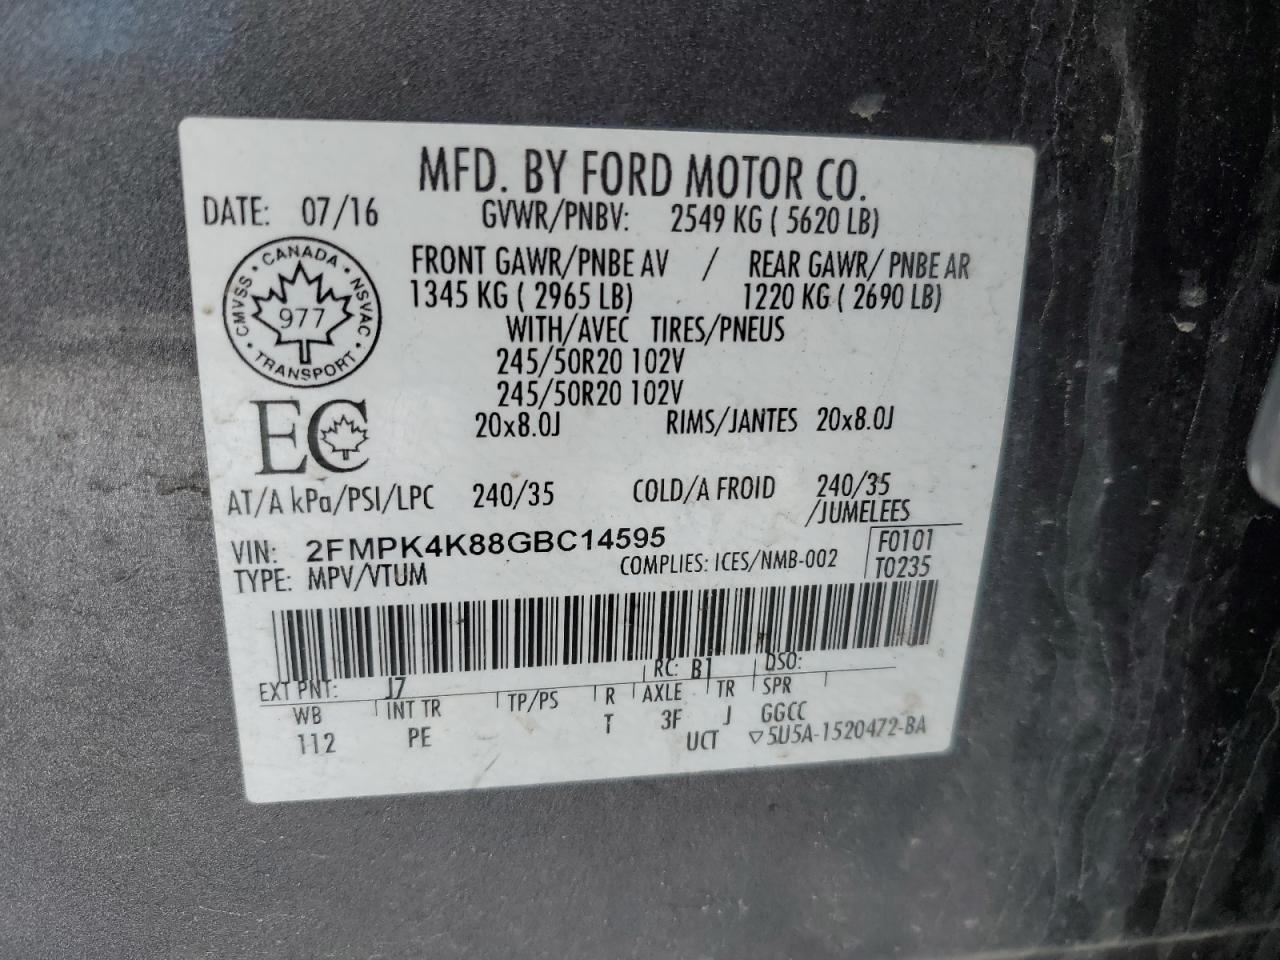 MFD. BY FORD MOTOR CO.
DATE: 07/16 GVWR/PNBV: 2549 KG ( 5620 LB)
FRONT GAWR/PNBE AV / REAR GAWR/ PNBE AR
1345 KG ( 2965 LB) 1220 KG ( 2690 LB)
WITH/AVEC TIRES/PNEUS
245/50R20 102V
245/50R20 102V
20x8.0J RIMS/JANTES 20x8.0J
CANADA
CMVSS 977 NSVAC
TRANSPORT
EC
AT/A kPa/PSI/LPC 240/35 COLD/A FROID 240/35
/JUMELEES
VIN: 2FMPK4K88GBC14595 F0101
TYPE: MPV/VTUM COMPLIES: ICES/NMB-002 T0235
EXT PNT: J7 RC: B1 DSO:
WB INT TR TP/PS R AXLE TR SPR
112 PE T 3F J GGCC
UCT ▽5U5A-1520472-BA